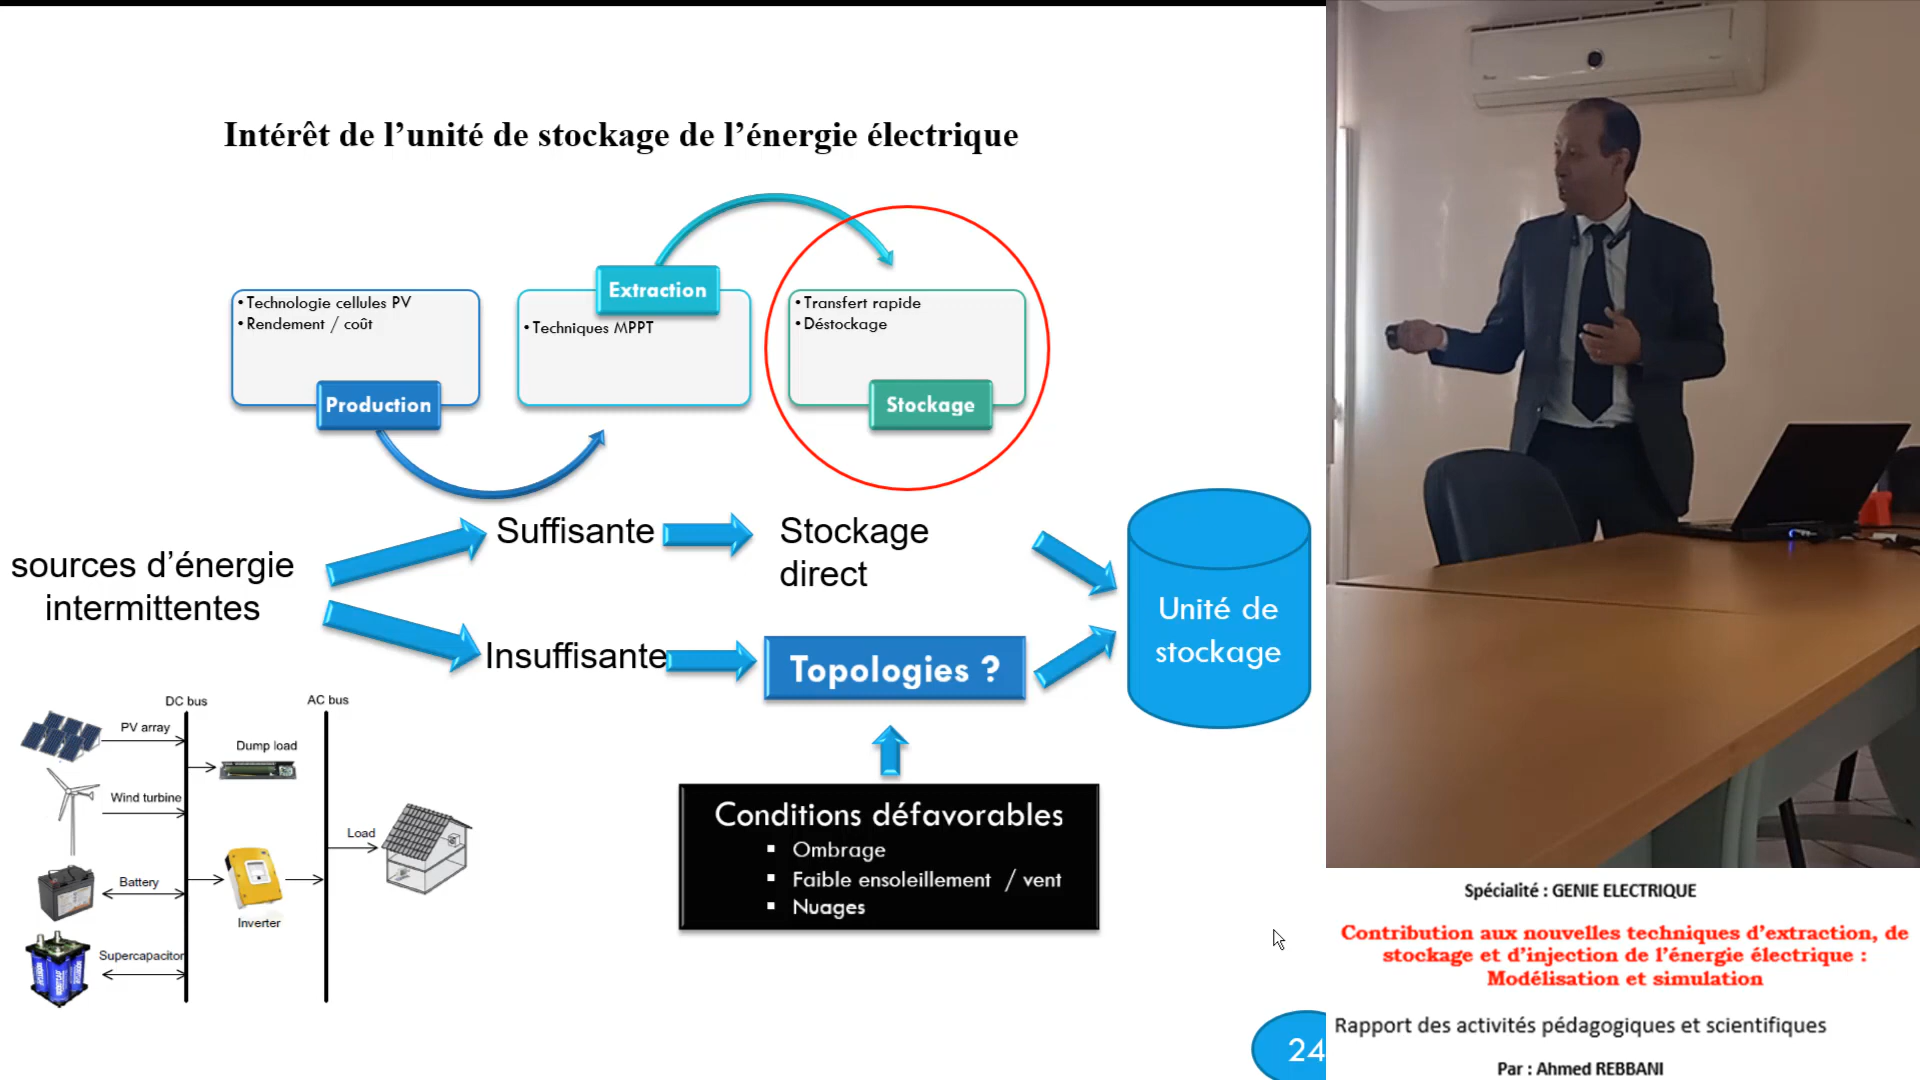 Intérêt de l’unité de stockage de l’énergie électrique
• Technologie cellules PV
• Rendement / coût
Production
Extraction
• Techniques MPPT
• Transfert rapide
• Déstockage
Stockage
sources d’énergie
intermittentes
Suffisante
Stockage
direct
Insuffisante
Topologies ?
Unité de
stockage
Conditions défavorables
▪ Ombrage
▪ Faible ensoleillement / vent
▪ Nuages
DC bus
AC bus
PV array
Dump load
Wind turbine
Load
Battery
Inverter
Supercapacitor
24
Spécialité : GENIE ELECTRIQUE
Contribution aux nouvelles techniques d’extraction, de
stockage et d’injection de l’énergie électrique :
Modélisation et simulation
Rapport des activités pédagogiques et scientifiques
Par : Ahmed REBBANI